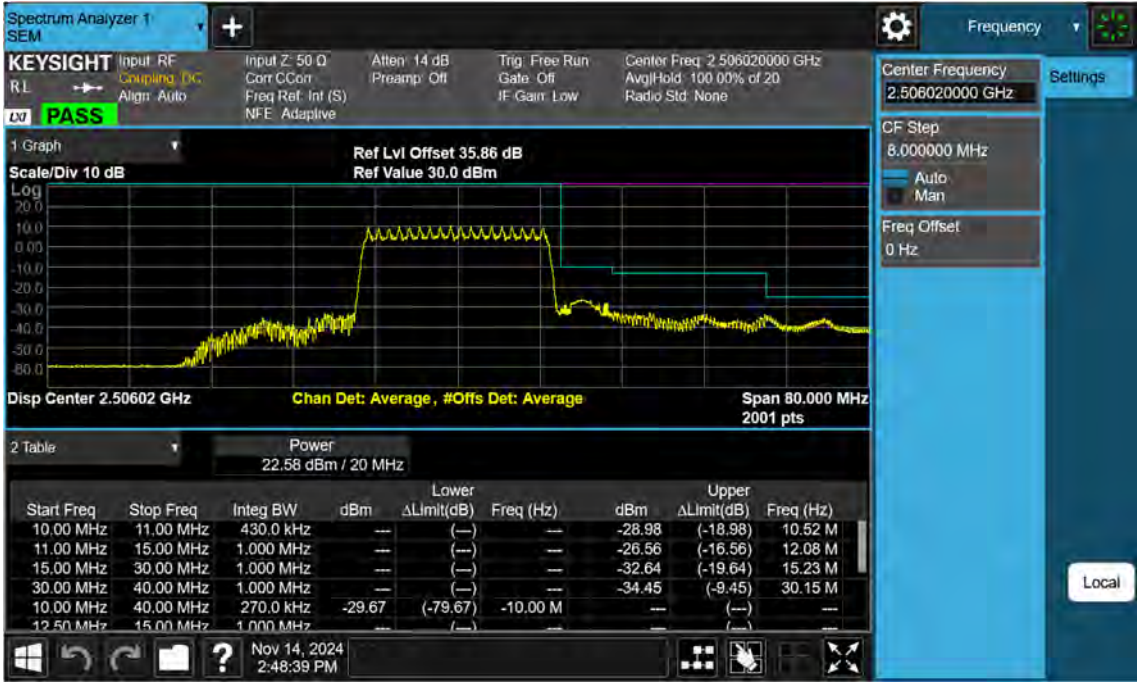 Spectrum Analyzer 1
SEM
Frequency
KEYSIGHT
RL
LXI
PASS
Input: RF
Coupling: DC
Align: Auto
Input Z: 50 Ω
Corr CCorr
Freq Ref: Int (S)
NFE: Adaptive
Atten: 14 dB
Preamp: Off
Trig: Free Run
Gate: Off
IF Gain: Low
Center Freq: 2.506020000 GHz
Avg|Hold: 100.00% of 20
Radio Std: None
Center Frequency
2.506020000 GHz
Settings
CF Step
8.000000 MHz
Auto
Man
Freq Offset
0 Hz
1 Graph
Scale/Div 10 dB
Ref Lvl Offset 35.86 dB
Ref Value 30.0 dBm
Log
20.0
10.0
0.00
-10.0
-20.0
-30.0
-40.0
-50.0
-60.0
Disp Center 2.50602 GHz
Chan Det: Average, #Offs Det: Average
Span 80.000 MHz
2001 pts
2 Table
Power
22.58 dBm / 20 MHz
Lower Upper
Start Freq Stop Freq Integ BW dBm ΔLimit(dB) Freq (Hz) dBm ΔLimit(dB) Freq (Hz)
10.00 MHz 11.00 MHz 430.0 kHz --- (---) --- -28.98 (-18.98) 10.52 M
11.00 MHz 15.00 MHz 1.000 MHz --- (---) --- -26.56 (-16.56) 12.08 M
15.00 MHz 30.00 MHz 1.000 MHz --- (---) --- -32.64 (-19.64) 15.23 M
30.00 MHz 40.00 MHz 1.000 MHz --- (---) --- -34.45 (-9.45) 30.15 M
10.00 MHz 40.00 MHz 270.0 kHz -29.67 (-79.67) -10.00 M --- (---) ---
12.50 MHz 15.00 MHz 1.000 MHz --- (---) --- --- (---) ---
Local
?
Nov 14, 2024
2:48:39 PM